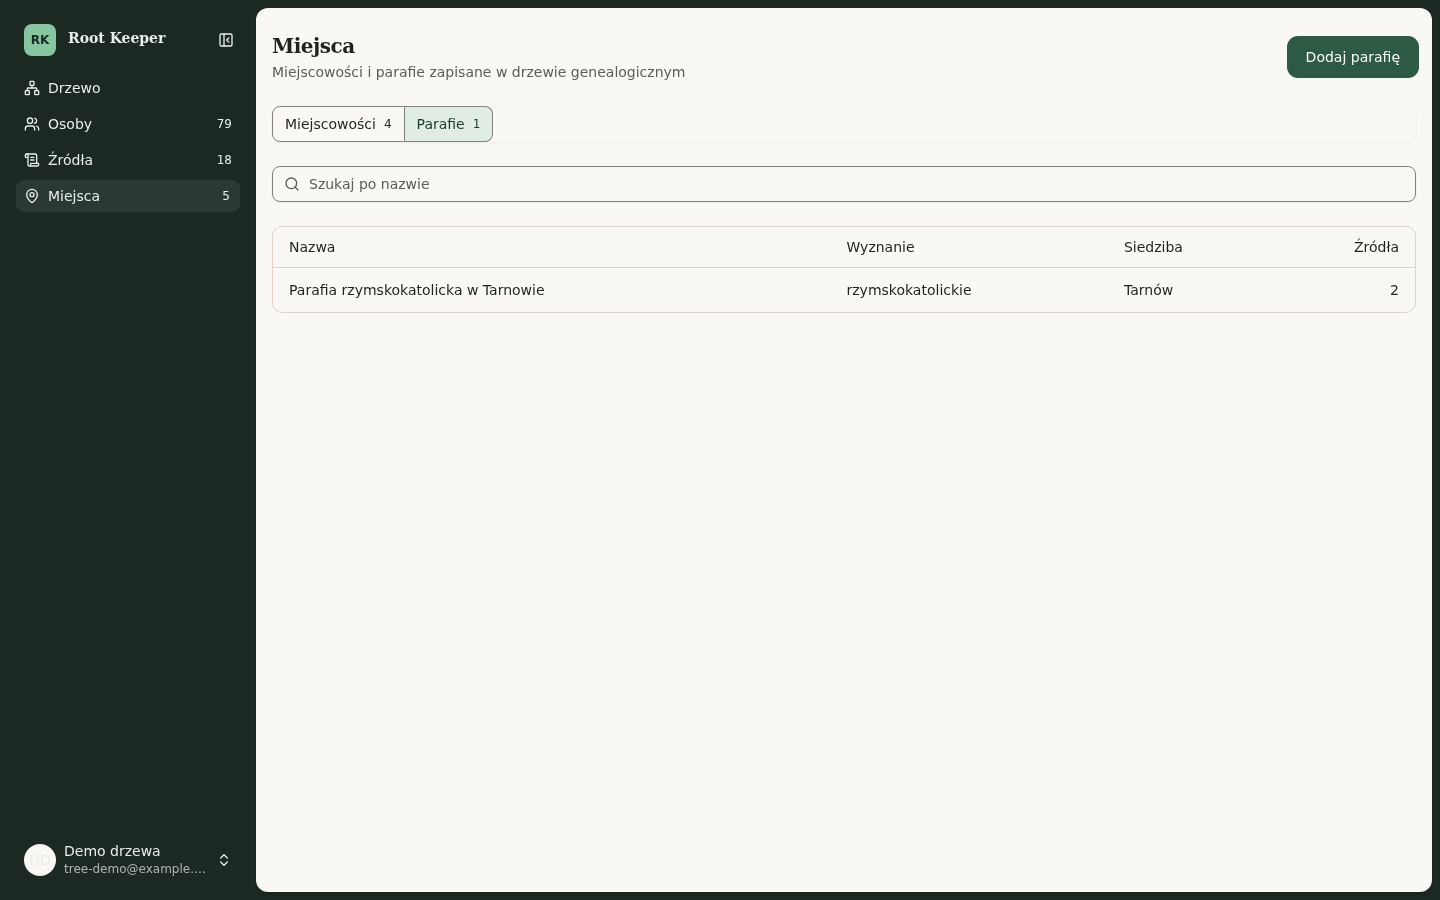 RK Root Keeper
Drzewo
Osoby 79
Źródła 18
Miejsca 5
Miejsca
Miejscowości i parafie zapisane w drzewie genealogicznym
Dodaj parafię
Miejscowości 4 Parafie 1
Szukaj po nazwie
Nazwa Wyznanie Siedziba Źródła
Parafia rzymskokatolicka w Tarnowie rzymskokatolickie Tarnów 2
DD
Demo drzewa
tree-demo@example....